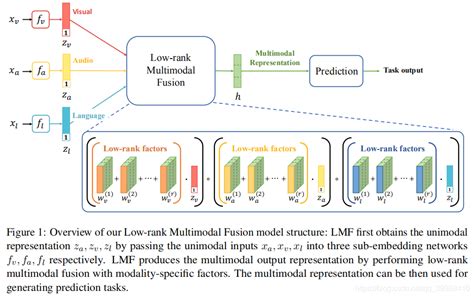 x_v f_v 1 Visual
z_v
x_a f_a 1 Audio
z_a
x_l f_l 1 Language
z_l
Low-rank
Multimodal
Fusion
Multimodal
Representation
h
Prediction
Task output
Low-rank factors
w_v^(1) + w_v^(2) + ··· + w_v^(r) · 1 z_v
Low-rank factors
w_a^(1) + w_a^(2) + ··· + w_a^(r) · 1 z_a
Low-rank factors
w_l^(1) + w_l^(2) + ··· + w_l^(r) · 1 z_l
Figure 1: Overview of our Low-rank Multimodal Fusion model structure: LMF first obtains the unimodal
representation z_a, z_v, z_l by passing the unimodal inputs x_a, x_v, x_l into three sub-embedding networks
f_v, f_a, f_l respectively. LMF produces the multimodal output representation by performing low-rank
multimodal fusion with modality-specific factors. The multimodal representation can be then used for
generating prediction tasks.